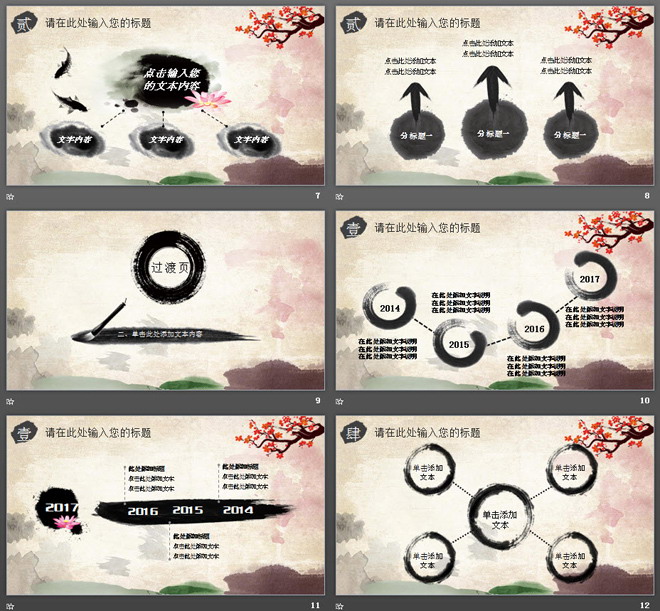 贰
请在此处输入您的标题
点击输入您
的文本内容
文字内容
文字内容
文字内容
7
贰
请在此处输入您的标题
点击此处添加文本
点击此处添加文本
点击此处添加文本
点击此处添加文本
点击此处添加文本
点击此处添加文本
分标题一
分标题一
分标题一
8
过渡页
二、单击此处添加文本内容
9
壹
请在此处输入您的标题
2014
2015
2016
2017
在此处添加文字说明
在此处添加文字说明
在此处添加文字说明
在此处添加文字说明
在此处添加文字说明
在此处添加文字说明
在此处添加文字说明
在此处添加文字说明
在此处添加文字说明
在此处添加文字说明
在此处添加文字说明
在此处添加文字说明
10
壹
请在此处输入您的标题
2017
此处添加标题
点击此处添加文字
点击此处添加文字
此处添加标题
点击此处添加文字
点击此处添加文字
2016
2015
2014
此处添加标题
点击此处添加文字
点击此处添加文字
11
肆
请在此处输入您的标题
单击添加
文本
单击添加
文本
单击添加
文本
单击添加
文本
单击添加
文本
12